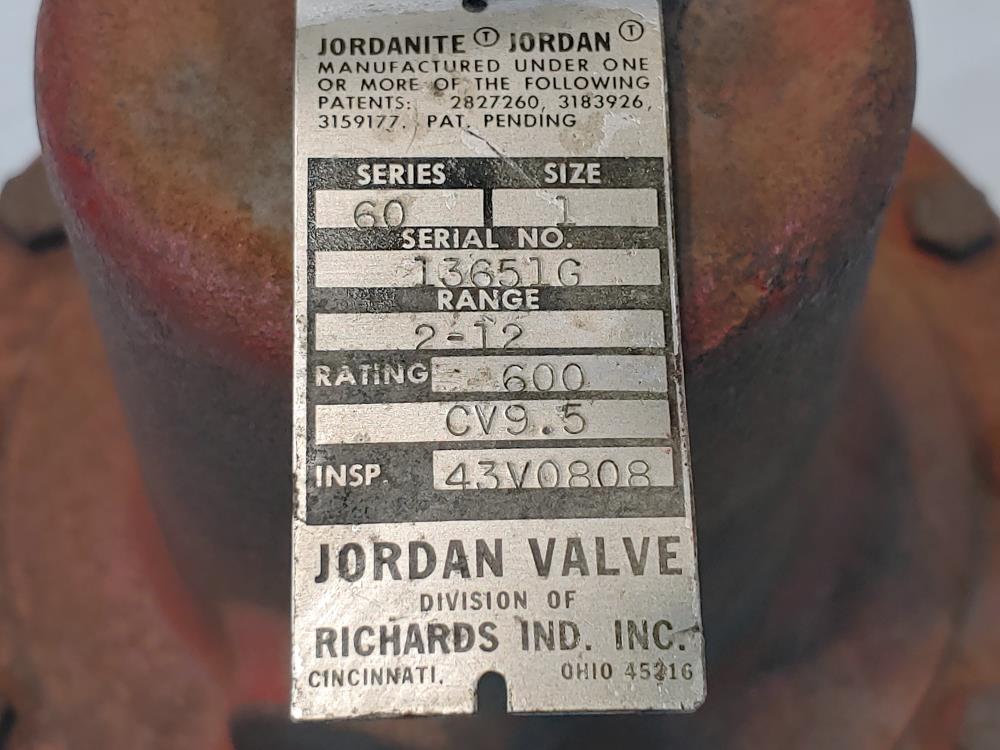 JORDANITE Ⓣ JORDAN Ⓣ
MANUFACTURED UNDER ONE
OR MORE OF THE FOLLOWING
PATENTS: 2827260, 3183926,
3159177. PAT. PENDING
SERIES SIZE
60 1
SERIAL NO.
13651G
RANGE
2-12
RATING 600
CV9.5
INSP. 43V0808
JORDAN VALVE
DIVISION OF
RICHARDS IND. INC.
CINCINNATI. OHIO 45216